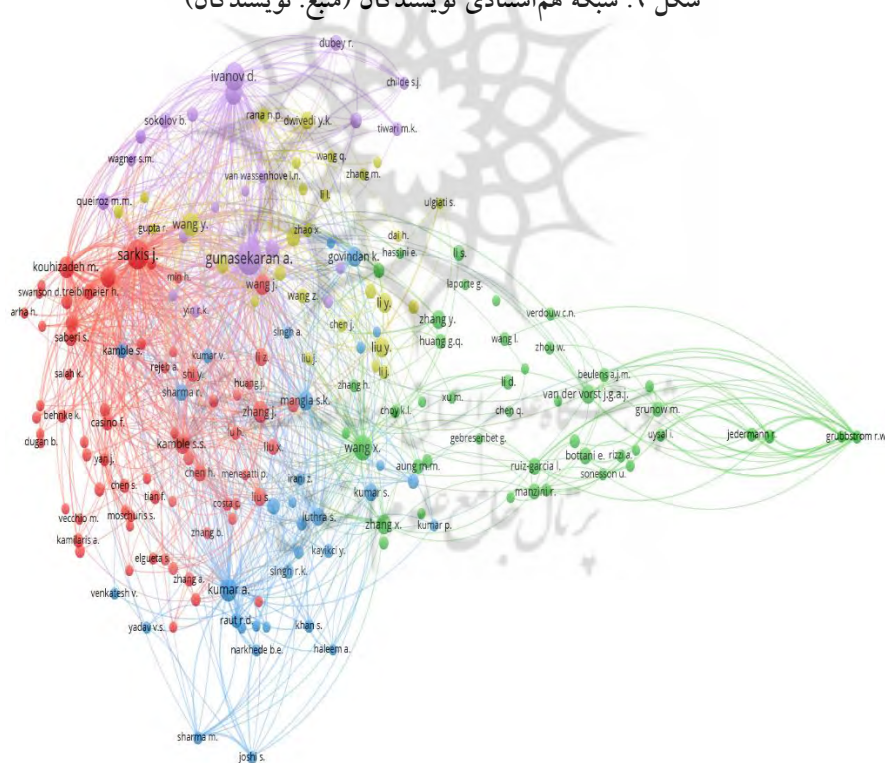 شکل ۲. شبکه هم‌استنادی نویسندگان (منبع: نویسندگان)
dubey r.
ivanov d.
childe s.j.
rana n.p.
dwivedi y.k.
sokolov b.
tiwari m.k.
wagner s.m.
wang q.
van wassenhove l.n.
zhang m.
li l.
queiroz m.m.
ulgiati s.
gupta r.
wang y.
zhao x.
dai h.
sarkis j.
gunasekaran a.
govindan k.
hassini e.
li s.
kouhizadeh m.
min h.
wang j.
laporte g.
swanson d.
treiblmaier h.
wang z.
li y.
arha h.
yin r.k.
verdouw c.n.
chen j.
zhang y.
saberi s.
singh a.
wang l.
huang g.q.
liu y.
kamble s.
kumar v.
li z.
liu j.
zhou w.
rejeb a.
shi y.
li j.
salah k.
beulens a.j.m.
huang j.
zhang h.
li d.
sharma r.
mangla s.k.
van der vorst j.g.a.j.
xu m.
behnke k.
casino f.
zhang j.
choy k.l.
chen q.
grunow m.
uysal i.
dugan b.
kamble s.s.
lu h.
gebresenbet g.
jedermann r.
grubbstrom r.w.
yan j.
liu x.
wang x.
bottani e.
rizzi a.
chen h.
menesatti p.
aung m.m.
ruiz-garcia l.
chen s.
irani z.
sonesson u.
tian f.
costa c.
liu s.
kumar s.
manzini r.
vecchio m.
moschuris s.
luthra s.
zhang x.
kumar p.
zhang b.
kamilaris a.
kayikci y.
elgueta s.
singh r.k.
zhang a.
venkatesh v.
kumar a.
yadav v.s.
raut r.d.
khan s.
narkhede b.e.
haleem a.
sharma m.
joshi s.
پرتال جامع علوم